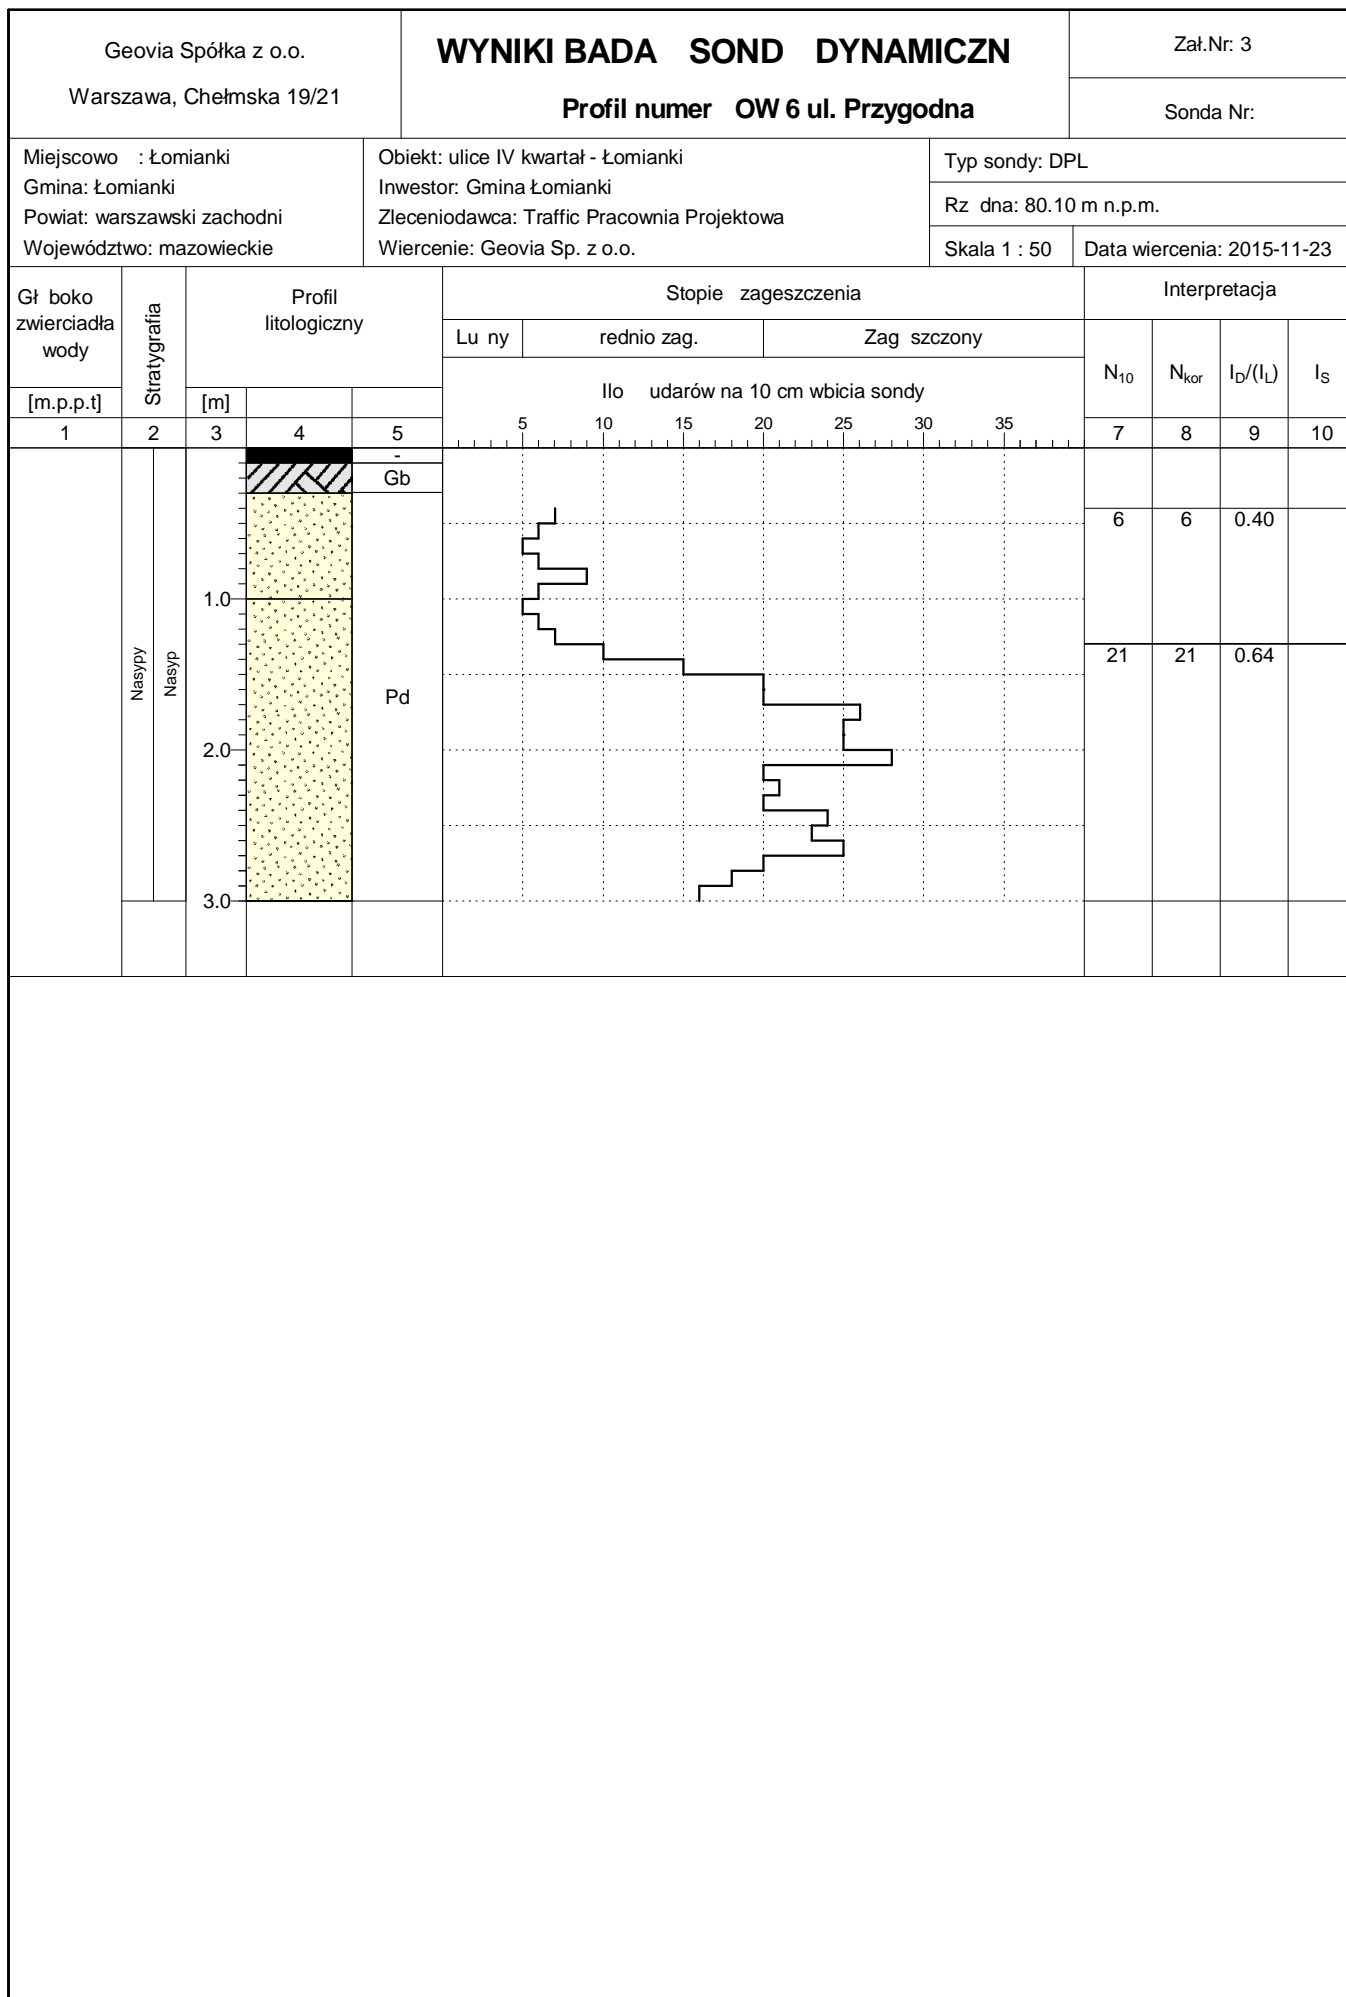 Geovia Spółka z o.o.
Warszawa, Chełmska 19/21
WYNIKI BADA SOND DYNAMICZN
Profil numer OW 6 ul. Przygodna
Zał.Nr: 3
Sonda Nr:
Miejscowo : Łomianki
Gmina: Łomianki
Powiat: warszawski zachodni
Województwo: mazowieckie
Obiekt: ulice IV kwartał - Łomianki
Inwestor: Gmina Łomianki
Zleceniodawca: Traffic Pracownia Projektowa
Wiercenie: Geovia Sp. z o.o.
Typ sondy: DPL
Rz dna: 80.10 m n.p.m.
Skala 1 : 50
Data wiercenia: 2015-11-23
Gł boko
zwierciadła
wody
[m.p.p.t]
Stratygrafia
Profil
litologiczny
[m]
Stopie zageszczenia
Lu ny
rednio zag.
Zag szczony
Ilo udarów na 10 cm wbicia sondy
5 10 15 20 25 30 35
Interpretacja
N10 Nkor ID/(IL) IS
1 2 3 4 5 7 8 9 10
-
Gb
6 6 0.40
1.0
21 21 0.64
Nasypy
Nasyp
Pd
2.0
3.0